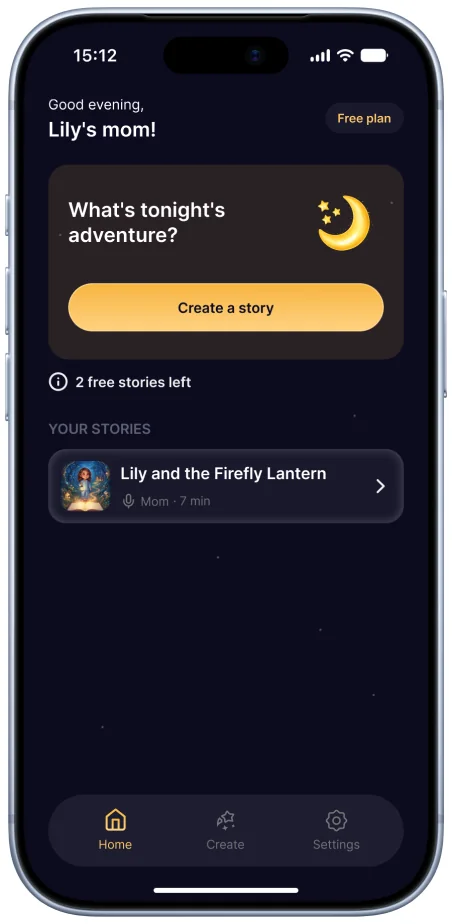 15:12
Good evening,
Lily's mom!
Free plan
What's tonight's
adventure?
Create a story
2 free stories left
YOUR STORIES
Lily and the Firefly Lantern
Mom · 7 min
Home
Create
Settings